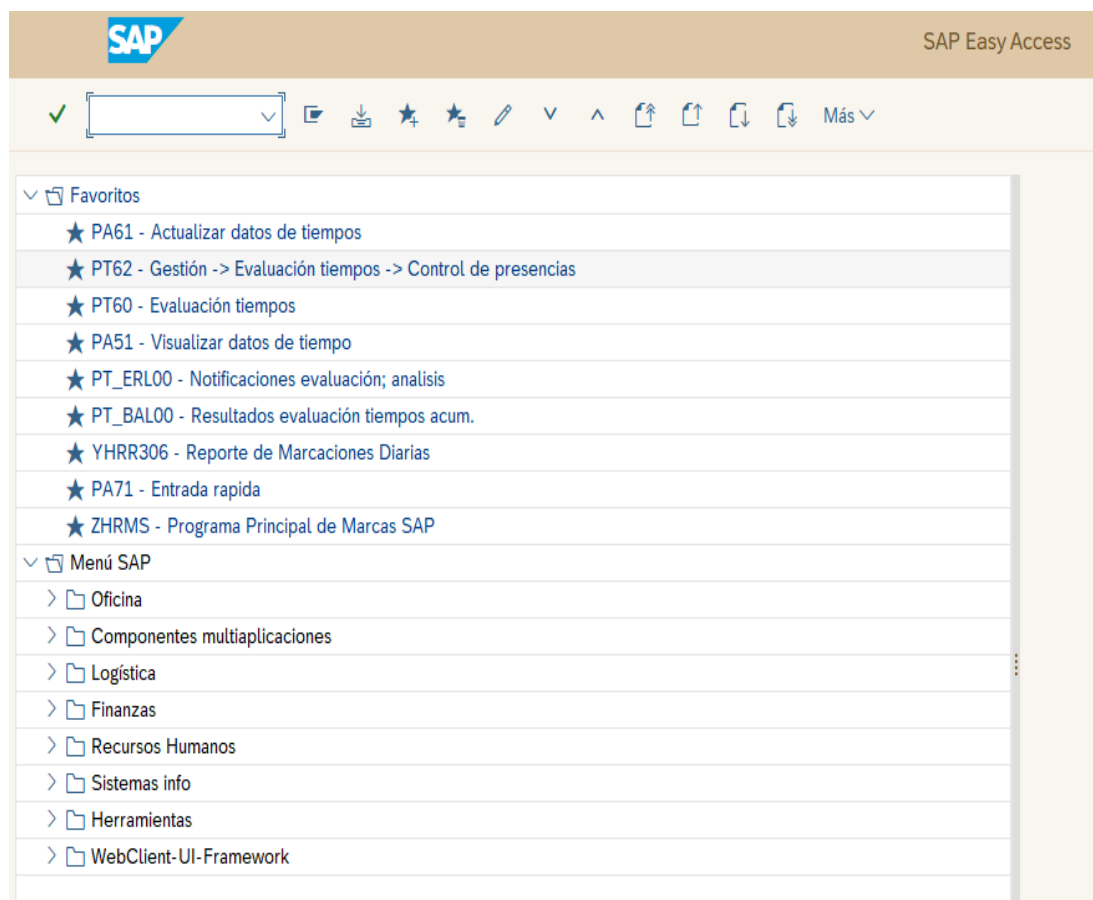 SAP
SAP Easy Access
Más
Favoritos
PA61 - Actualizar datos de tiempos
PT62 - Gestión -> Evaluación tiempos -> Control de presencias
PT60 - Evaluación tiempos
PA51 - Visualizar datos de tiempo
PT_ERL00 - Notificaciones evaluación; analisis
PT_BAL00 - Resultados evaluación tiempos acum.
YHRR306 - Reporte de Marcaciones Diarias
PA71 - Entrada rapida
ZHRMS - Programa Principal de Marcas SAP
Menú SAP
Oficina
Componentes multiaplicaciones
Logística
Finanzas
Recursos Humanos
Sistemas info
Herramientas
WebClient-UI-Framework